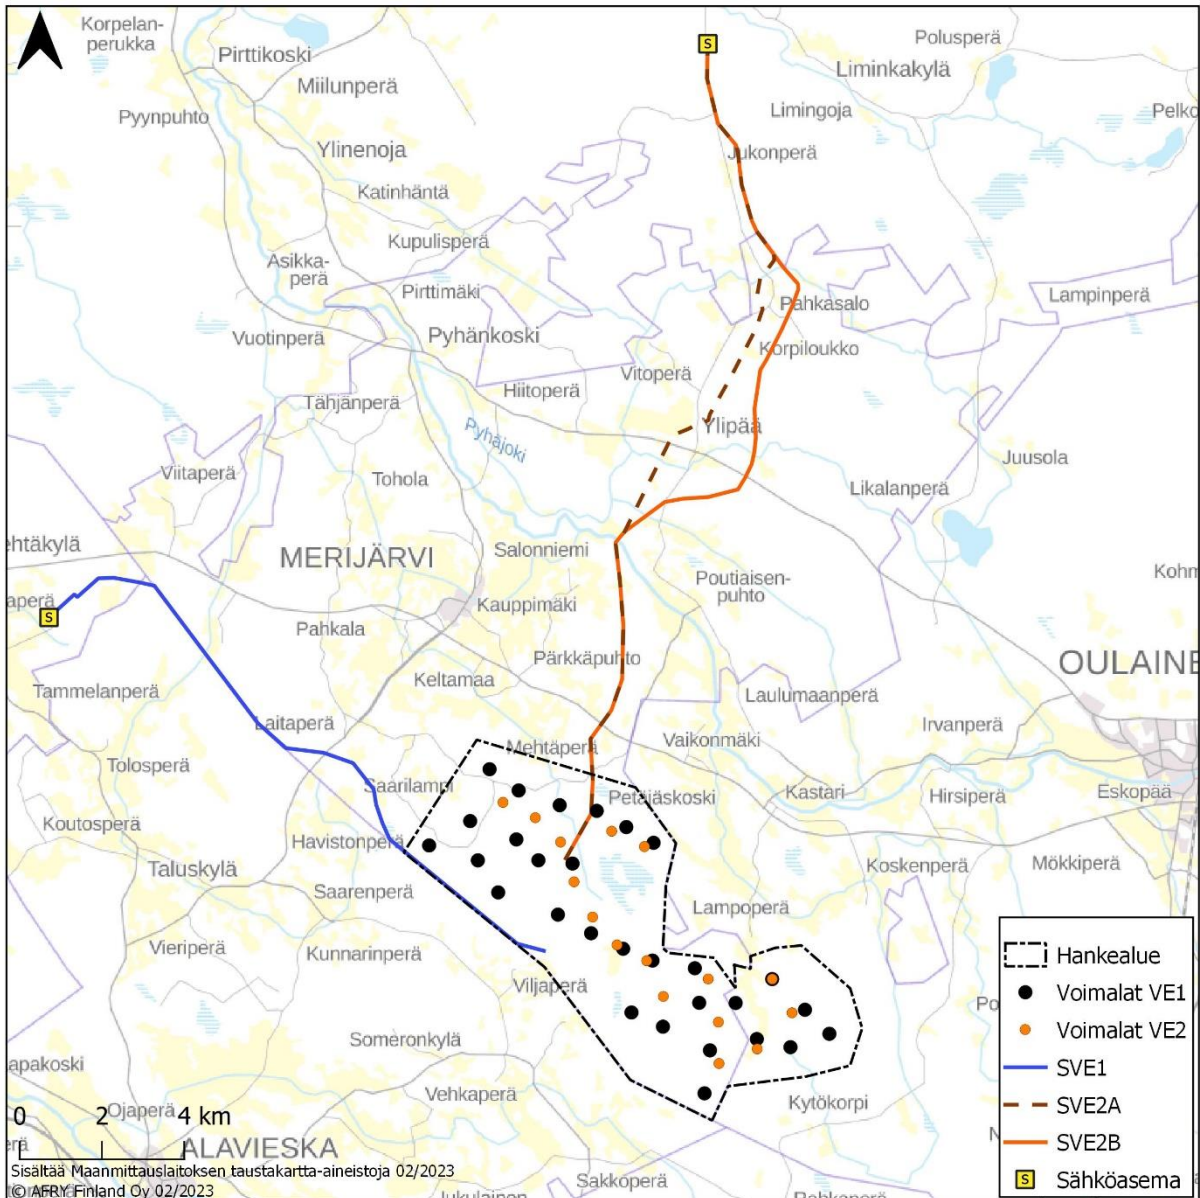 Korpelan-
perukka
Pirttikoski
Miilunperä
Pyynpuhto
Ylinenoja
Katinhäntä
Kupulisperä
Asikka-
perä
Pirttimäki
Vuotinperä
Pyhänkoski
Hiitoperä
Tähjänperä
Pyhäjoki
Viitaperä
Tohola
S
Polusperä
Liminkakylä
Limingoja
Pelko
Jukonperä
Pahkasalo
Lampinperä
Korpiloukko
Vitoperä
Ylipää
Juusola
Likalanperä
ehtäkylä
MERIJÄRVI
Salonniemi
Poutiaisen-
puhto
Kohm
aperä
S
Kauppimäki
Pahkala
Pärkkäpuhto
OULAINE
Keltamaa
Tammelanperä
Laulumaanperä
Laitaperä
Irvanperä
Mehtäperä
Vaikonmäki
Tolosperä
Saarilampi
Petäjäskoski
Kastari
Hirsiperä
Eskopää
Koutosperä
Havistonperä
Taluskylä
Koskenperä
Mökkiperä
Saarenperä
Lampoperä
Vieriperä
Kunnarinperä
Viljaperä
Someronkylä
apakoski
Vehkaperä
Kytökorpi
Ojaperä
ALAVIESKA
Sakkoperä
Hankealue
Voimalat VE1
Voimalat VE2
SVE1
SVE2A
SVE2B
S Sähköasema
0 2 4 km
Sisältää Maanmittauslaitoksen taustakartta-aineistoja 02/2023
© AFRY Finland Oy 02/2023